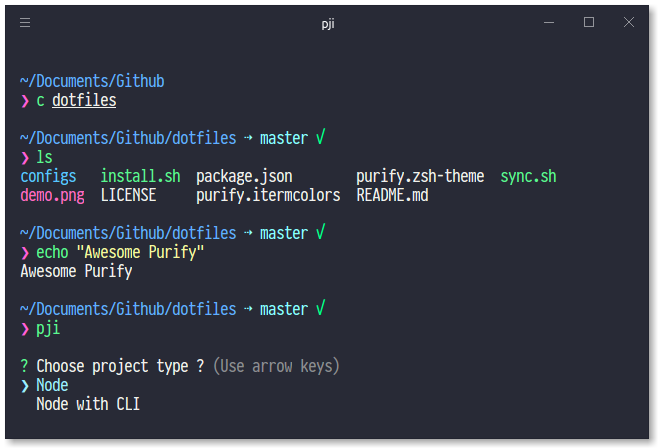 pji
~/Documents/Github
❯ c dotfiles
~/Documents/Github/dotfiles ⇢ master √
❯ ls
configs   install.sh  package.json        purify.zsh-theme  sync.sh
demo.png  LICENSE     purify.itermcolors  README.md
~/Documents/Github/dotfiles ⇢ master √
❯ echo "Awesome Purify"
Awesome Purify
~/Documents/Github/dotfiles ⇢ master √
❯ pji
? Choose project type ? (Use arrow keys)
❯ Node
  Node with CLI